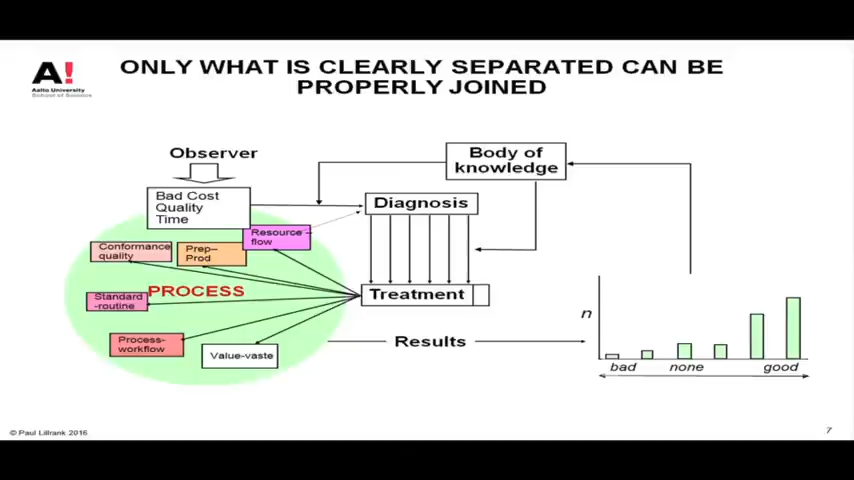 ONLY WHAT IS CLEARLY SEPARATED CAN BE
PROPERLY JOINED
A!
Aalto University
School of Science
Observer
Body of
knowledge
Bad Cost
Quality
Time
Diagnosis
Resource-
flow
Conformance
quality
Prep-
Prod
PROCESS
Standard
-routine
Treatment
Process-
workflow
Value-vaste
Results
n
bad none good
© Paul Lillrank 2016
7